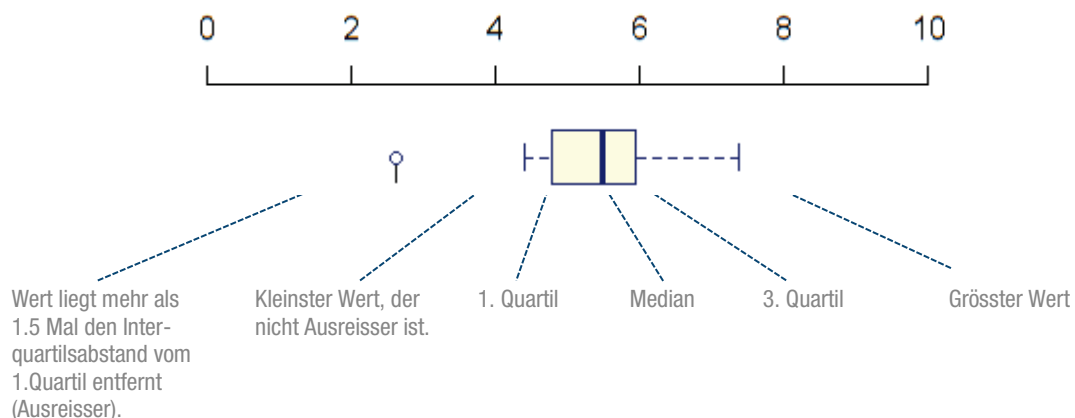 0 2 4 6 8 10
Wert liegt mehr als
1.5 Mal den Inter-
quartilsabstand vom
1.Quartil entfernt
(Ausreisser).
Kleinster Wert, der
nicht Ausreisser ist.
1. Quartil
Median
3. Quartil
Grösster Wert